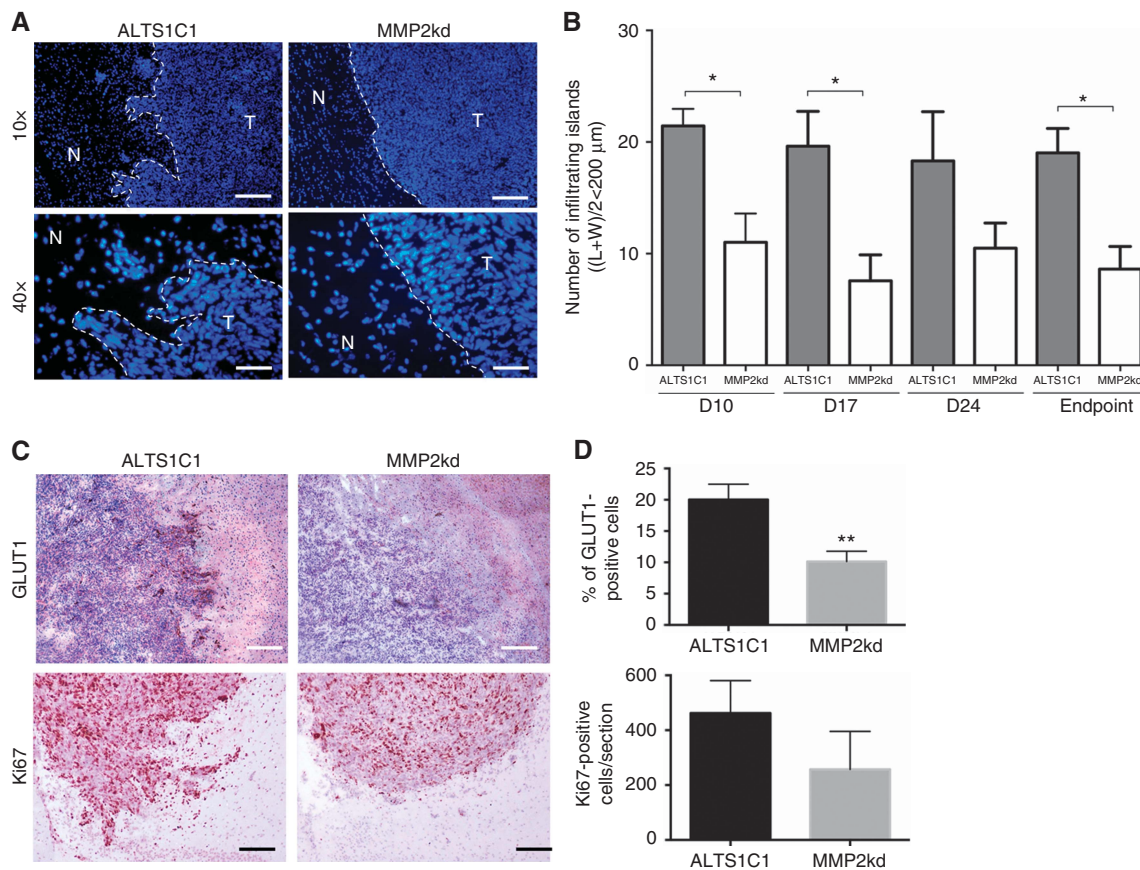 A
ALTS1C1
MMP2kd
10×
N
T
N
T
40×
N
T
N
T
B
Number of infiltrating islands
((L+W)/2<200 μm)
30
20
10
0
*
*
*
ALTS1C1
MMP2kd
ALTS1C1
MMP2kd
ALTS1C1
MMP2kd
ALTS1C1
MMP2kd
D10
D17
D24
Endpoint
C
ALTS1C1
MMP2kd
GLUT1
Ki67
D
% of GLUT1-
positive cells
25
20
15
10
5
0
**
ALTS1C1
MMP2kd
Ki67-positive
cells/section
600
400
200
0
ALTS1C1
MMP2kd